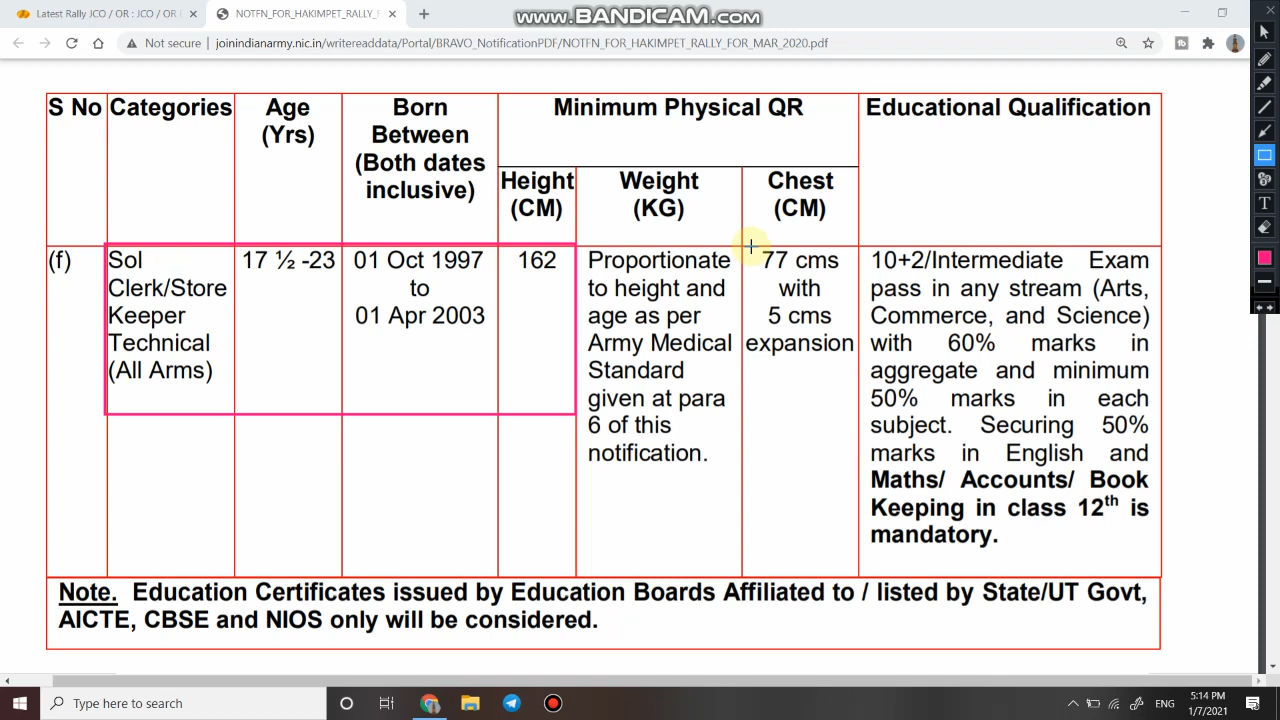 Latest Rally JCO / OR : JCO / OR
NOTFN_FOR_HAKIMPET_RALLY_F
www.BANDICAM.com
Not secure | joinindianarmy.nic.in/writereaddata/Portal/BRAVO_NotificationPD
NOTFN_FOR_HAKIMPET_RALLY_FOR_MAR_2020.pdf
S No Categories Age (Yrs) Born Between (Both dates inclusive) Minimum Physical QR Educational Qualification
Height (CM) Weight (KG) Chest (CM)
(f)
Sol
Clerk/Store
Keeper
Technical
(All Arms)
17 ½ -23
01 Oct 1997
to
01 Apr 2003
162
Proportionate
to height and
age as per
Army Medical
Standard
given at para
6 of this
notification.
77 cms
with
5 cms
expansion
10+2/Intermediate Exam
pass in any stream (Arts,
Commerce, and Science)
with 60% marks in
aggregate and minimum
50% marks in each
subject. Securing 50%
marks in English and
Maths/ Accounts/ Book
Keeping in class 12th is
mandatory.
Note. Education Certificates issued by Education Boards Affiliated to / listed by State/UT Govt,
AICTE, CBSE and NIOS only will be considered.
Type here to search
ENG
5:14 PM
1/7/2021